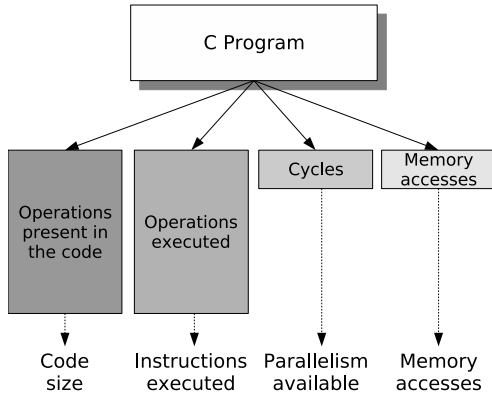 C Program
Operations
present in
the code
Operations
executed
Cycles
Memory
accesses
Code
size
Instructions
executed
Parallelism
available
Memory
accesses